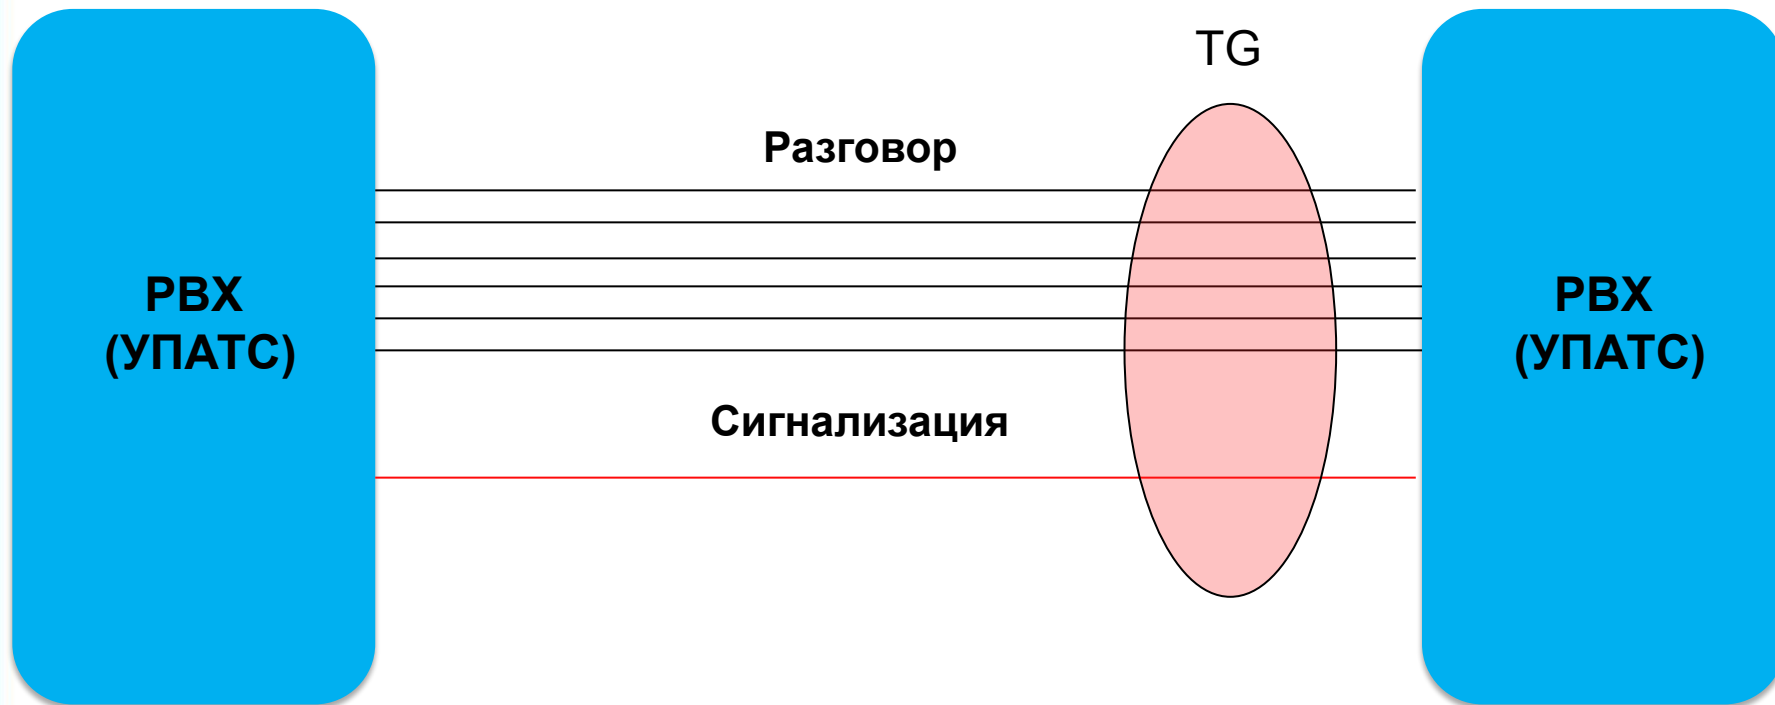 TG
Разговор
PBX
(УПАТС)
PBX
(УПАТС)
Сигнализация